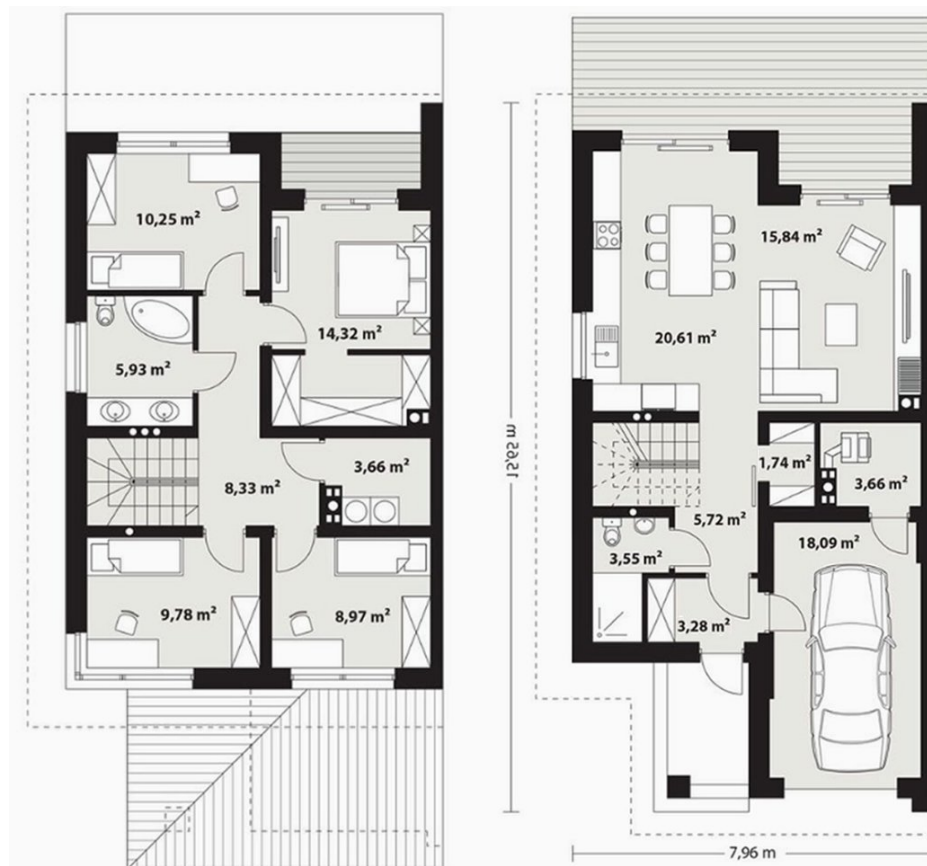 10,25 m²
14,32 m²
5,93 m²
3,66 m²
8,33 m²
9,78 m²
8,97 m²
15,65 m
15,84 m²
20,61 m²
1,74 m²
3,66 m²
5,72 m²
18,09 m²
3,55 m²
3,28 m²
7,96 m